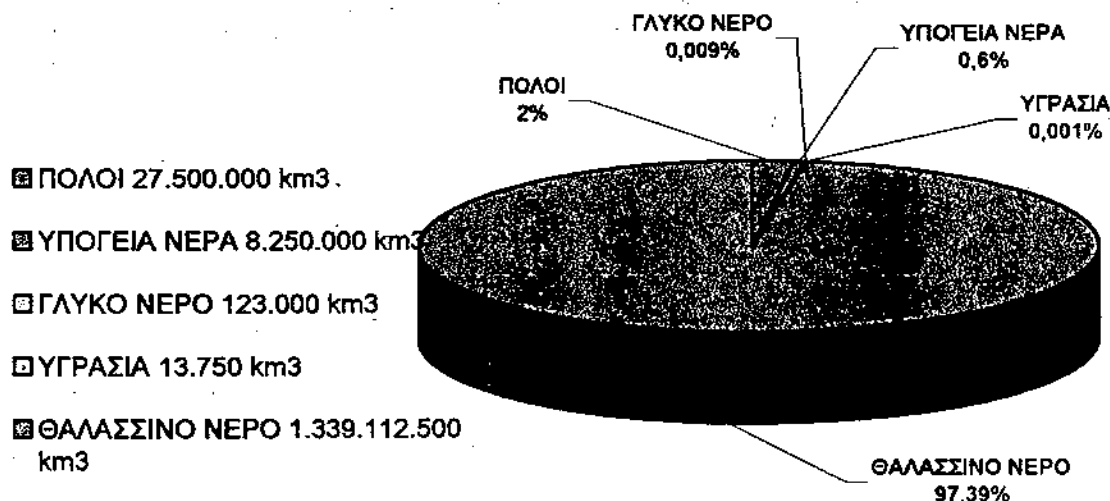 ΓΛΥΚΟ ΝΕΡΟ
0,009%
ΥΠΟΓΕΙΑ ΝΕΡΑ
0,6%
ΠΟΛΟΙ
2%
ΥΓΡΑΣΙΑ
0,001%
ΠΟΛΟΙ 27.500.000 km3
ΥΠΟΓΕΙΑ ΝΕΡΑ 8.250.000 km3
ΓΛΥΚΟ ΝΕΡΟ 123.000 km3
ΥΓΡΑΣΙΑ 13.750 km3
ΘΑΛΑΣΣΙΝΟ ΝΕΡΟ 1.339.112.500
km3
ΘΑΛΑΣΣΙΝΟ ΝΕΡΟ
97,39%